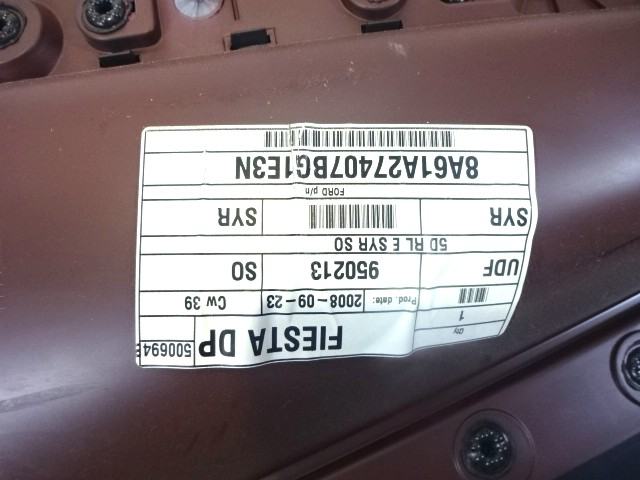 Qty
1
FIESTA DP
Prod. date: 2008-09-23
Cw 39
UDF 950213 SO
5D RL E SYR SO
SYR SYR
FORD p/n
8A61A27407BG1E3N